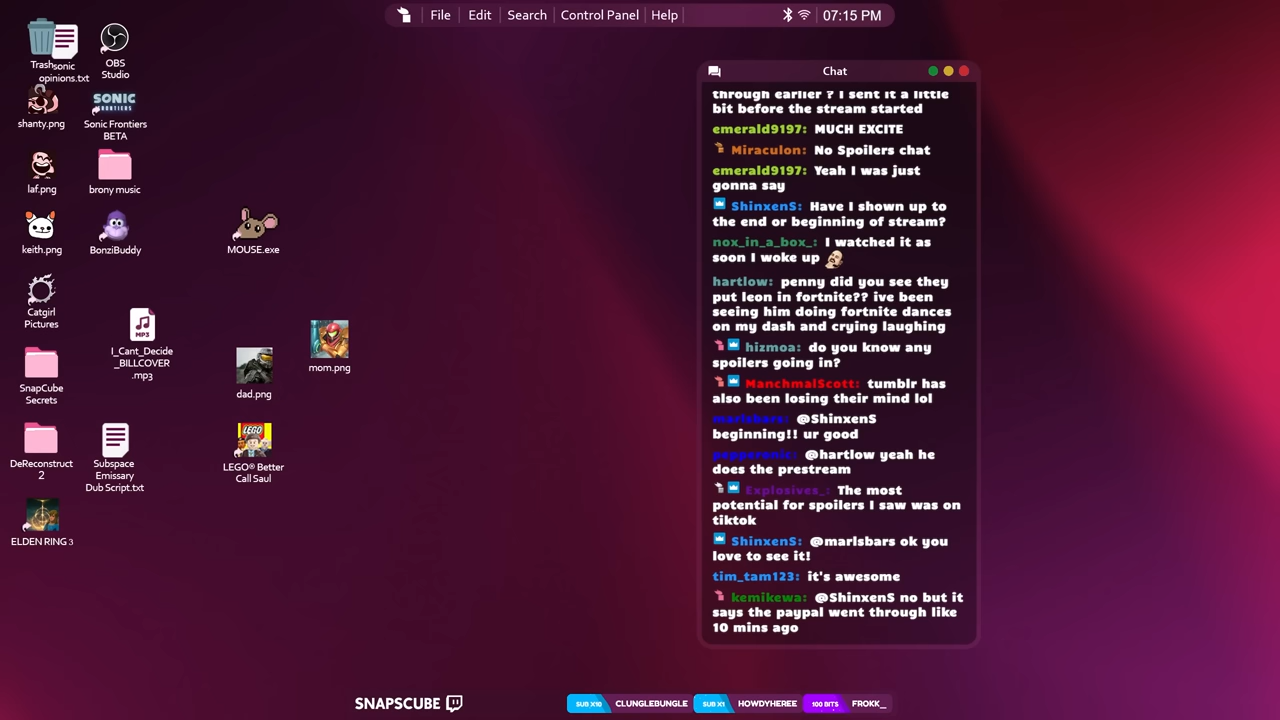 File Edit Search Control Panel Help 07:15 PM
Trash
sonic
opinions.txt
OBS
Studio
shanty.png
SONIC
FRONTIERS
Sonic Frontiers
BETA
laf.png
brony music
keith.png
BonziBuddy
MOUSE.exe
Catgirl
Pictures
MP3
I_Cant_Decide
_BILLCOVER
.mp3
mom.png
dad.png
SnapCube
Secrets
DeReconstruct
2
Subspace
Emissary
Dub Script.txt
LEGO
LEGO® Better
Call Saul
ELDEN RING 3
Chat
through earlier ? I sent it a little
bit before the stream started
emerald9197: MUCH EXCITE
Miraculon: No Spoilers chat
emerald9197: Yeah I was just
gonna say
ShinxenS: Have I shown up to
the end or beginning of stream?
nox_in_a_box_: I watched it as
soon I woke up
hartlow: penny did you see they
put leon in fortnite?? ive been
seeing him doing fortnite dances
on my dash and crying laughing
hizmoa: do you know any
spoilers going in?
ManchmalScott: tumblr has
also been losing their mind lol
marlsbars: @ShinxenS
beginning!! ur good
@hartlow yeah he
does the prestream
Explosives_: The most
potential for spoilers I saw was on
tiktok
ShinxenS: @marlsbars ok you
love to see it!
tim_tam123: it's awesome
kemikewa: @ShinxenS no but it
says the paypal went through like
10 mins ago
SNAPSCUBE
SUB X10 CLUNGLEBUNGLE SUB X1 HOWDYHEREE 100 BITS FROKK_